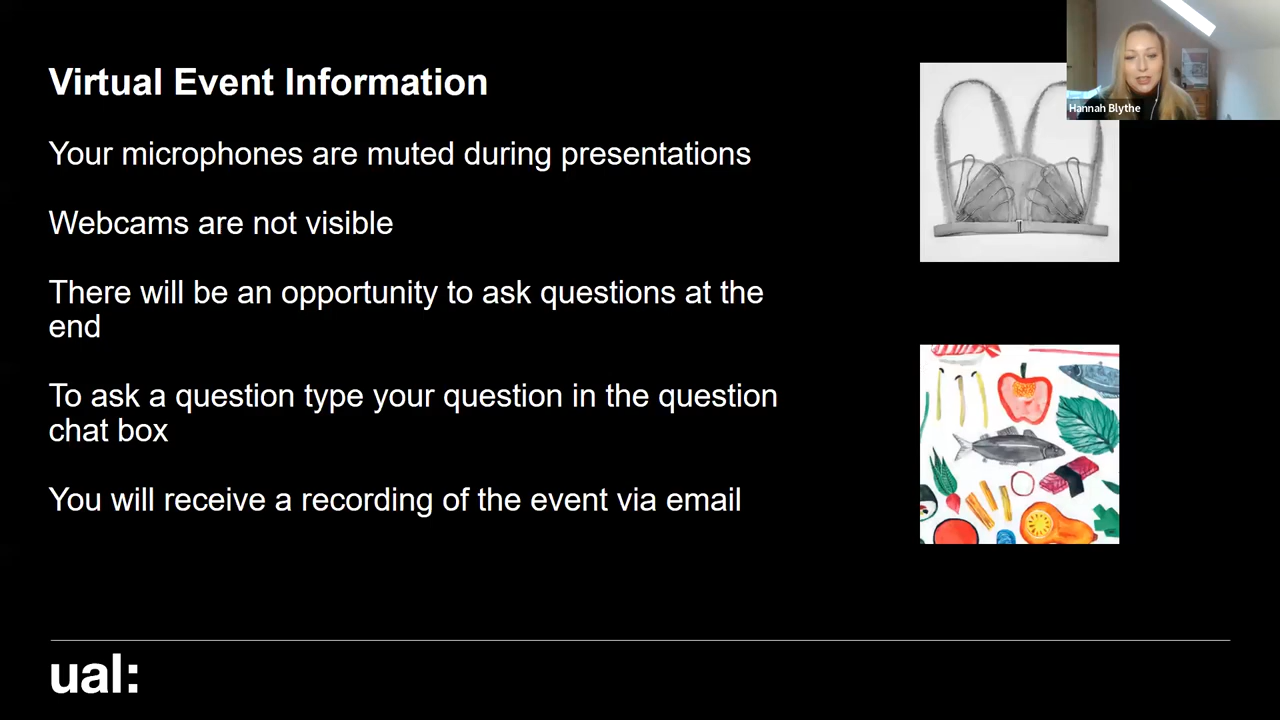 Virtual Event Information
Your microphones are muted during presentations
Webcams are not visible
There will be an opportunity to ask questions at the
end
To ask a question type your question in the question
chat box
You will receive a recording of the event via email
Hannah Blythe
ual: